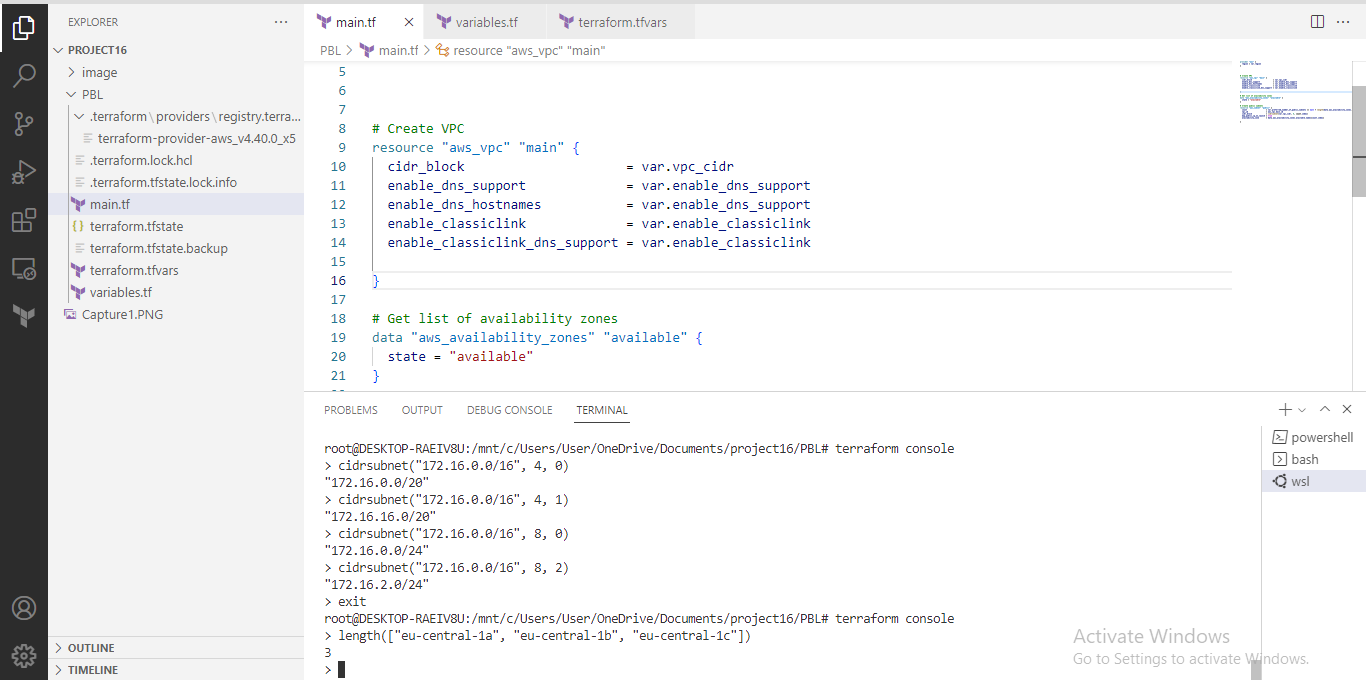 EXPLORER
PROJECT16
image
PBL
.terraform\providers\registry.terra...
terraform-provider-aws_v4.40.0_x5
.terraform.lock.hcl
.terraform.tfstate.lock.info
main.tf
terraform.tfstate
terraform.tfstate.backup
terraform.tfvars
variables.tf
Capture1.PNG
OUTLINE
TIMELINE
main.tf variables.tf terraform.tfvars
PBL > main.tf > resource "aws_vpc" "main"
5
6
7
8 # Create VPC
9 resource "aws_vpc" "main" {
10 cidr_block = var.vpc_cidr
11 enable_dns_support = var.enable_dns_support
12 enable_dns_hostnames = var.enable_dns_support
13 enable_classiclink = var.enable_classiclink
14 enable_classiclink_dns_support = var.enable_classiclink
15
16 }
17
18 # Get list of availability zones
19 data "aws_availability_zones" "available" {
20 state = "available"
21 }
PROBLEMS OUTPUT DEBUG CONSOLE TERMINAL
root@DESKTOP-RAEIV8U:/mnt/c/Users/User/OneDrive/Documents/project16/PBL# terraform console
> cidrsubnet("172.16.0.0/16", 4, 0)
"172.16.0.0/20"
> cidrsubnet("172.16.0.0/16", 4, 1)
"172.16.16.0/20"
> cidrsubnet("172.16.0.0/16", 8, 0)
"172.16.0.0/24"
> cidrsubnet("172.16.0.0/16", 8, 2)
"172.16.2.0/24"
> exit
root@DESKTOP-RAEIV8U:/mnt/c/Users/User/OneDrive/Documents/project16/PBL# terraform console
> length(["eu-central-1a", "eu-central-1b", "eu-central-1c"])
3
>
powershell
bash
wsl
Activate Windows
Go to Settings to activate Windows.